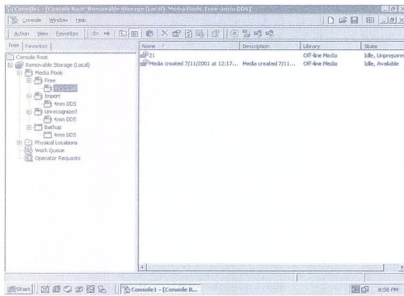 Console1 - [Console Root\Removable Storage (Local)\Media Pools\Free\4mm DDS]
Console Window Help
Action View Favorites
Tree Favorites
Name Description Library State
Console Root
Removable Storage (Local)
Media Pools
Free
4mm DDS
Import
4mm DDS
Unrecognized
4mm DDS
Backup
4mm DDS
Physical Locations
Work Queue
Operator Requests
21 Off-line Media Idle, Unprepared
Media created 7/11/2001 at 12:17... Media created 7/11... Off-line Media Idle, Available
Start Console1 - [Console R... 8:58 PM